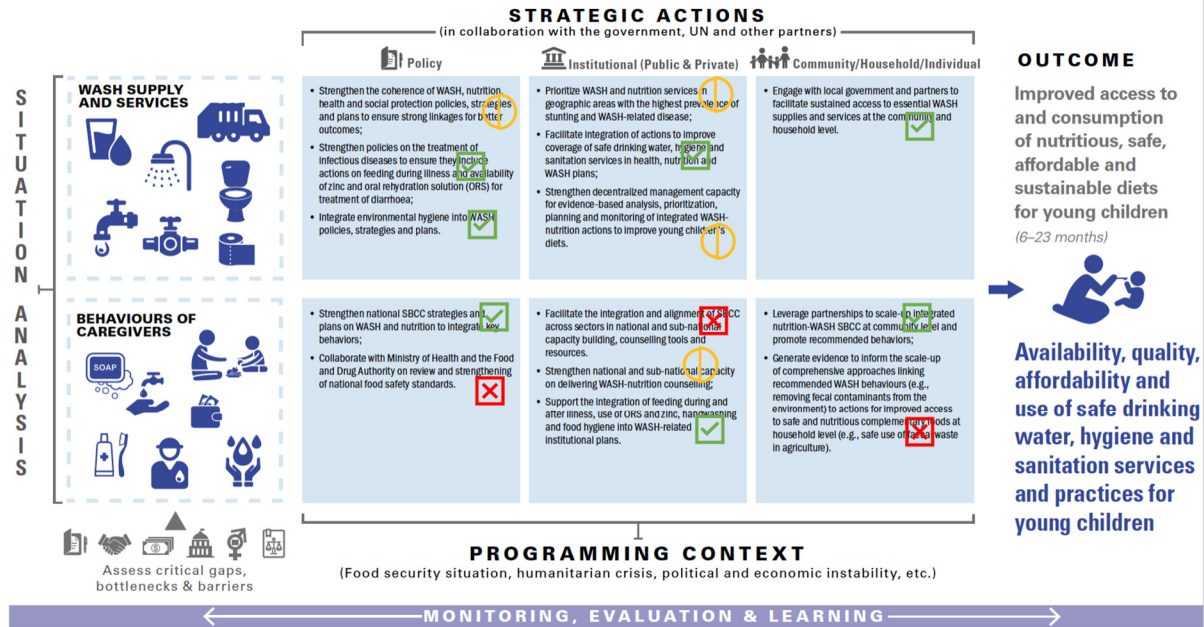 STRATEGIC ACTIONS
(in collaboration with the government, UN and other partners)
Policy
Institutional (Public & Private)
Community/Household/Individual
SITUATION ANALYSIS
WASH SUPPLY
AND SERVICES
• Strengthen the coherence of WASH, nutrition,
health and social protection policies, strategies
and plans to ensure strong linkages for better
outcomes;
• Strengthen policies on the treatment of
infectious diseases to ensure they include
actions on feeding during illness and availability
of zinc and oral rehydration solution (ORS) for
treatment of diarrhoea;
• Integrate environmental hygiene into WASH
policies, strategies and plans.
• Prioritize WASH and nutrition services in
geographic areas with the highest prevalence of
stunting and WASH-related disease;
• Facilitate integration of actions to improve
coverage of safe drinking water, hygiene and
sanitation services in health, nutrition and
WASH plans;
• Strengthen decentralized management capacity
for evidence-based analysis, prioritization,
planning and monitoring of integrated WASH-
nutrition actions to improve young children's
diets.
• Engage with local government and partners to
facilitate sustained access to essential WASH
supplies and services at the community and
household level.
BEHAVIOURS OF
CAREGIVERS
SOAP
• Strengthen national SBCC strategies and
plans on WASH and nutrition to integrate key
behaviors;
• Collaborate with Ministry of Health and the Food
and Drug Authority on review and strengthening
of national food safety standards.
• Facilitate the integration and alignment of SBCC
across sectors in national and sub-national
capacity building, counselling tools and
resources.
• Strengthen national and sub-national capacity
on delivering WASH-nutrition counselling;
• Support the integration of feeding during and
after illness, use of ORS and zinc, handwashing
and food hygiene into WASH-related
institutional plans.
• Leverage partnerships to scale-up integrated
nutrition-WASH SBCC at community level and
promote recommended behaviors;
• Generate evidence to inform the scale-up
of comprehensive approaches linking
recommended WASH behaviours (e.g.,
removing fecal contaminants from the
environment) to actions for improved access
to safe and nutritious complementary foods at
household level (e.g., safe use of faecal waste
in agriculture).
OUTCOME
Improved access to
and consumption
of nutritious, safe,
affordable and
sustainable diets
for young children
(6–23 months)
Availability, quality,
affordability and
use of safe drinking
water, hygiene and
sanitation services
and practices for
young children
Assess critical gaps,
bottlenecks & barriers
PROGRAMMING CONTEXT
(Food security situation, humanitarian crisis, political and economic instability, etc.)
MONITORING, EVALUATION & LEARNING